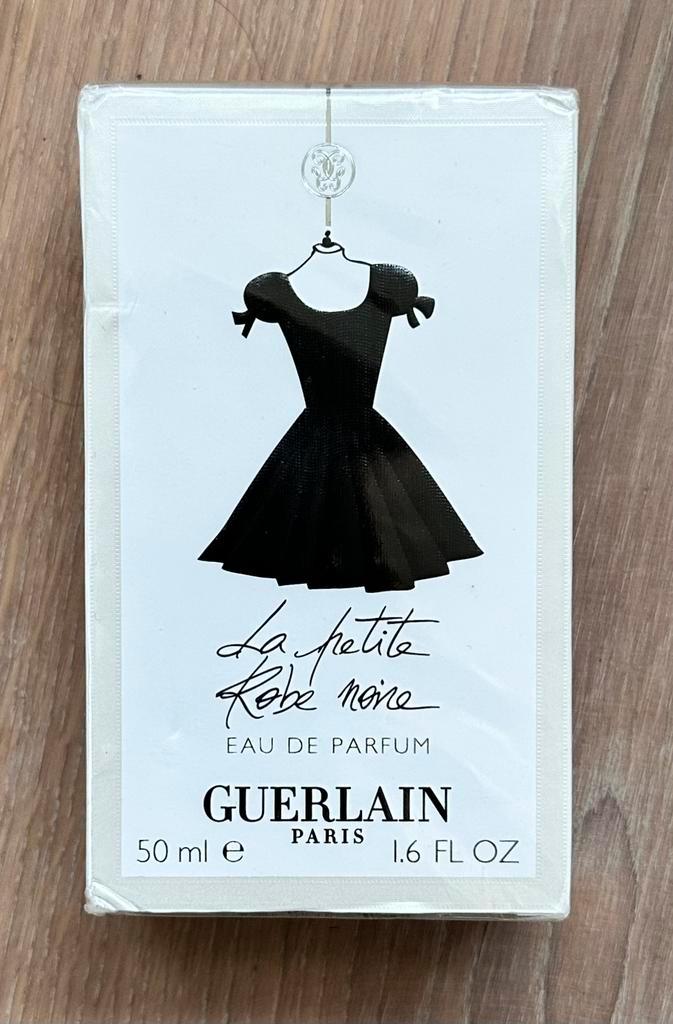 La petite
Robe noire
EAU DE PARFUM
GUERLAIN
PARIS
50 ml e 1.6 FL OZ